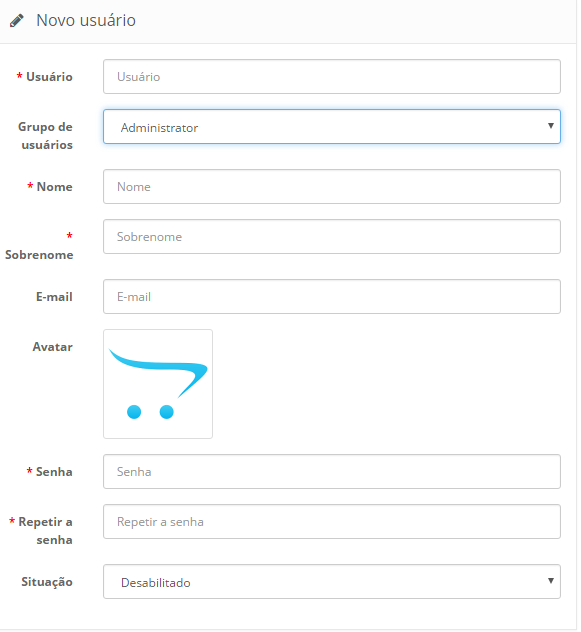 Novo usuário
* Usuário
Usuário
Grupo de
usuários
Administrator
* Nome
Nome
*
Sobrenome
Sobrenome
E-mail
E-mail
Avatar
* Senha
Senha
* Repetir a
senha
Repetir a senha
Situação
Desabilitado